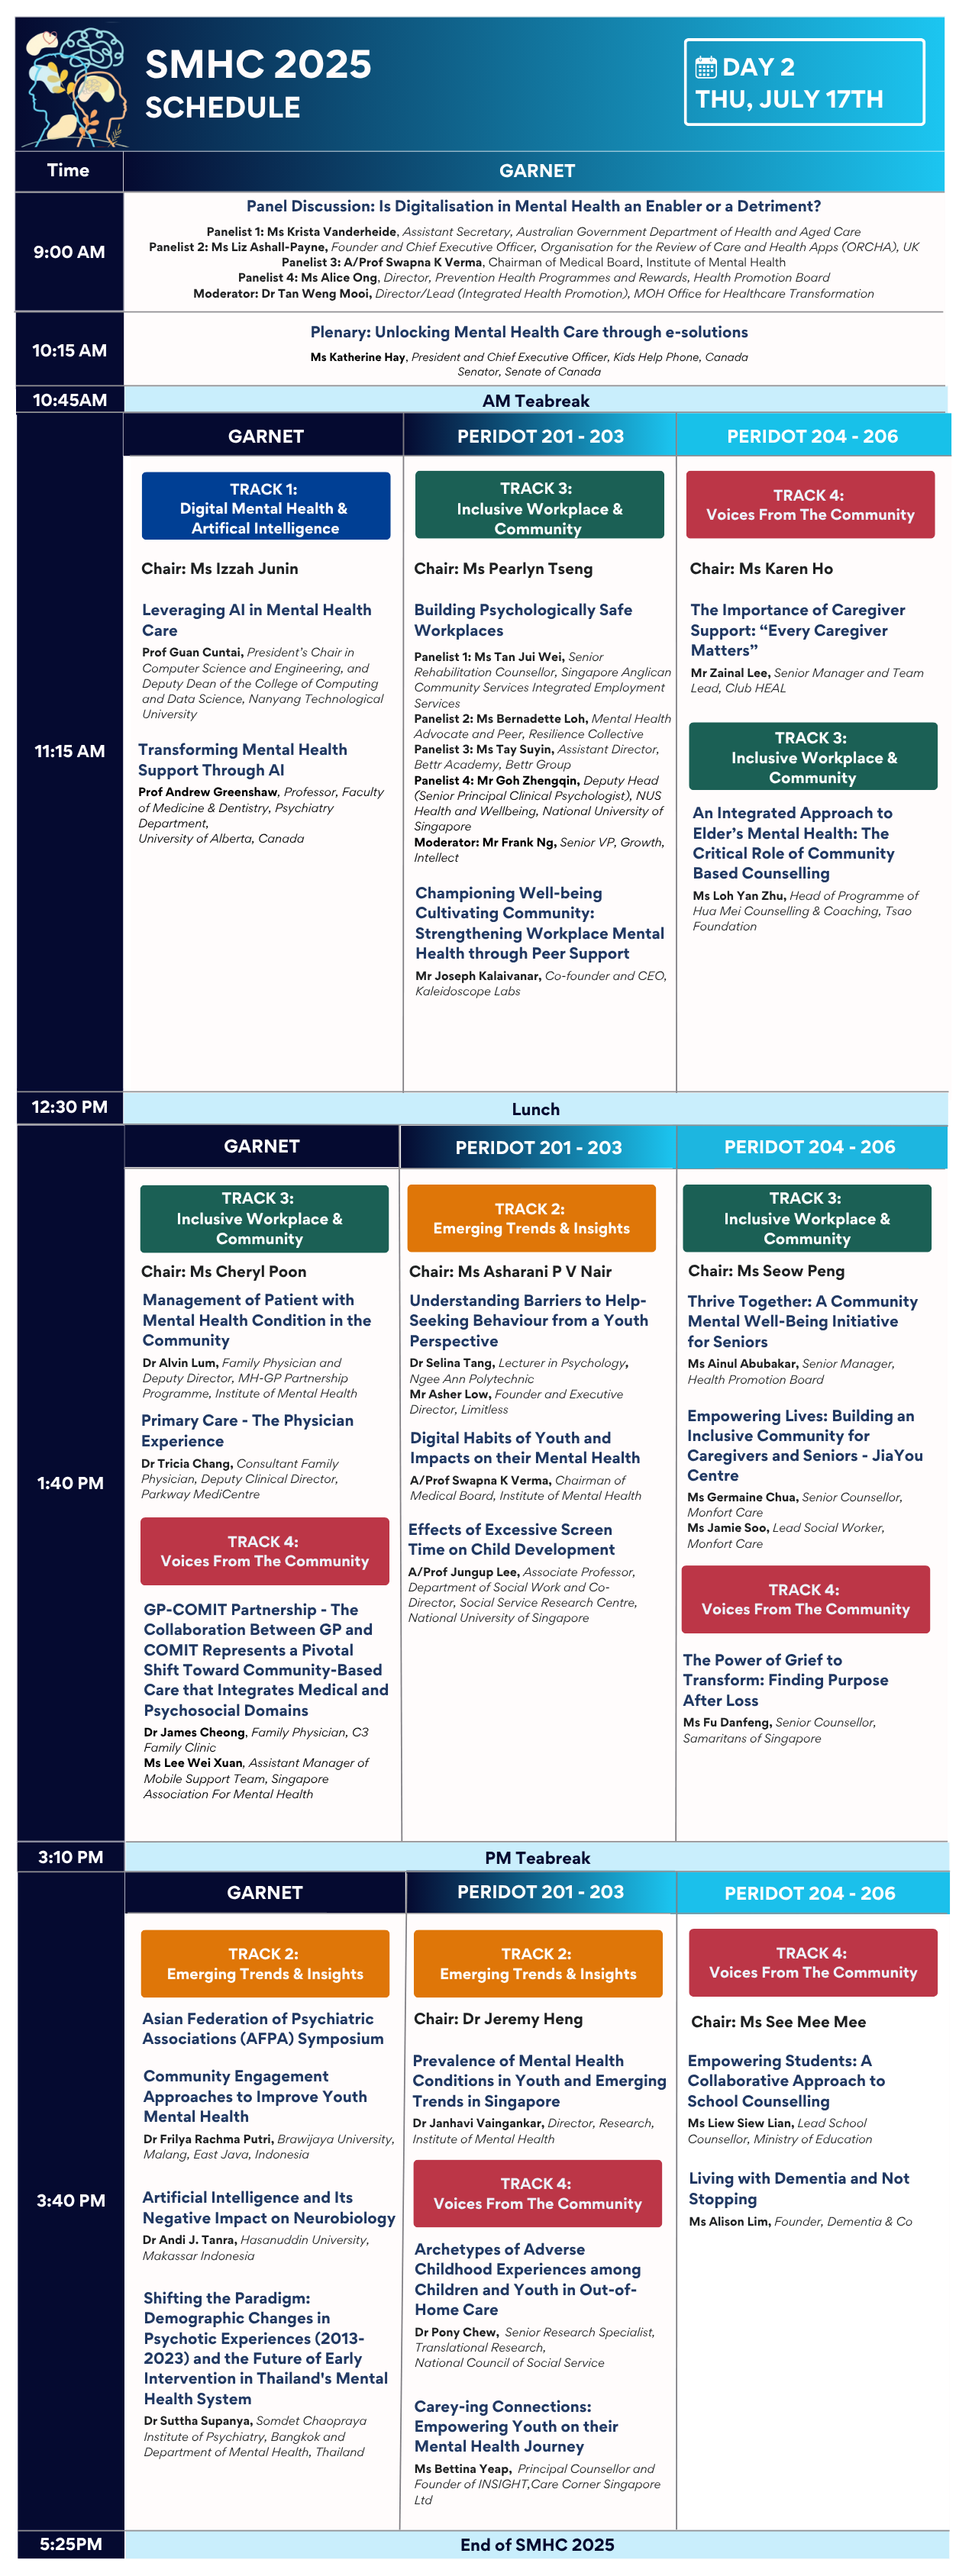 SMHC 2025
SCHEDULE
DAY 2
THU, JULY 17TH
Time
GARNET
9:00 AM
Panel Discussion: Is Digitalisation in Mental Health an Enabler or a Detriment?
Panelist 1: Ms Krista Vanderheide, Assistant Secretary, Australian Government Department of Health and Aged Care
Panelist 2: Ms Liz Ashall-Payne, Founder and Chief Executive Officer, Organisation for the Review of Care and Health Apps (ORCHA), UK
Panelist 3: A/Prof Swapna K Verma, Chairman of Medical Board, Institute of Mental Health
Panelist 4: Ms Alice Ong, Director, Prevention Health Programmes and Rewards, Health Promotion Board
Moderator: Dr Tan Weng Mooi, Director/Lead (Integrated Health Promotion), MOH Office for Healthcare Transformation
10:15 AM
Plenary: Unlocking Mental Health Care through e-solutions
Ms Katherine Hay, President and Chief Executive Officer, Kids Help Phone, Canada
Senator, Senate of Canada
10:45AM
AM Teabreak
11:15 AM
GARNET
TRACK 1:
Digital Mental Health &
Artifical Intelligence
Chair: Ms Izzah Junin
Leveraging AI in Mental Health
Care
Prof Guan Cuntai, President's Chair in
Computer Science and Engineering, and
Deputy Dean of the College of Computing
and Data Science, Nanyang Technological
University
Transforming Mental Health
Support Through AI
Prof Andrew Greenshaw, Professor, Faculty
of Medicine & Dentistry, Psychiatry
Department,
University of Alberta, Canada
PERIDOT 201 - 203
TRACK 3:
Inclusive Workplace &
Community
Chair: Ms Pearlyn Tseng
Building Psychologically Safe
Workplaces
Panelist 1: Ms Tan Jui Wei, Senior
Rehabilitation Counsellor, Singapore Anglican
Community Services Integrated Employment
Services
Panelist 2: Ms Bernadette Loh, Mental Health
Advocate and Peer, Resilience Collective
Panelist 3: Ms Tay Suyin, Assistant Director,
Bettr Academy, Bettr Group
Panelist 4: Mr Goh Zhengqin, Deputy Head
(Senior Principal Clinical Psychologist), NUS
Health and Wellbeing, National University of
Singapore
Moderator: Mr Frank Ng, Senior VP, Growth,
Intellect
Championing Well-being
Cultivating Community:
Strengthening Workplace Mental
Health through Peer Support
Mr Joseph Kalaivanar, Co-founder and CEO,
Kaleidoscope Labs
PERIDOT 204 - 206
TRACK 4:
Voices From The Community
Chair: Ms Karen Ho
The Importance of Caregiver
Support: “Every Caregiver
Matters”
Mr Zainal Lee, Senior Manager and Team
Lead, Club HEAL
TRACK 3:
Inclusive Workplace &
Community
An Integrated Approach to
Elder's Mental Health: The
Critical Role of Community
Based Counselling
Ms Loh Yan Zhu, Head of Programme of
Hua Mei Counselling & Coaching, Tsao
Foundation
12:30 PM
Lunch
1:40 PM
GARNET
TRACK 3:
Inclusive Workplace &
Community
Chair: Ms Cheryl Poon
Management of Patient with
Mental Health Condition in the
Community
Dr Alvin Lum, Family Physician and
Deputy Director, MH-GP Partnership
Programme, Institute of Mental Health
Primary Care - The Physician
Experience
Dr Tricia Chang, Consultant Family
Physician, Deputy Clinical Director,
Parkway MediCentre
TRACK 4:
Voices From The Community
GP-COMIT Partnership - The
Collaboration Between GP and
COMIT Represents a Pivotal
Shift Toward Community-Based
Care that Integrates Medical and
Psychosocial Domains
Dr James Cheong, Family Physician, C3
Family Clinic
Ms Lee Wei Xuan, Assistant Manager of
Mobile Support Team, Singapore
Association For Mental Health
PERIDOT 201 - 203
TRACK 2:
Emerging Trends & Insights
Chair: Ms Asharani P V Nair
Understanding Barriers to Help-
Seeking Behaviour from a Youth
Perspective
Dr Selina Tang, Lecturer in Psychology,
Ngee Ann Polytechnic
Mr Asher Low, Founder and Executive
Director, Limitless
Digital Habits of Youth and
Impacts on their Mental Health
A/Prof Swapna K Verma, Chairman of
Medical Board, Institute of Mental Health
Effects of Excessive Screen
Time on Child Development
A/Prof Jungup Lee, Associate Professor,
Department of Social Work and Co-
Director, Social Service Research Centre,
National University of Singapore
PERIDOT 204 - 206
TRACK 3:
Inclusive Workplace &
Community
Chair: Ms Seow Peng
Thrive Together: A Community
Mental Well-Being Initiative
for Seniors
Ms Ainul Abubakar, Senior Manager,
Health Promotion Board
Empowering Lives: Building an
Inclusive Community for
Caregivers and Seniors - JiaYou
Centre
Ms Germaine Chua, Senior Counsellor,
Monfort Care
Ms Jamie Soo, Lead Social Worker,
Monfort Care
TRACK 4:
Voices From The Community
The Power of Grief to
Transform: Finding Purpose
After Loss
Ms Fu Danfeng, Senior Counsellor,
Samaritans of Singapore
3:10 PM
PM Teabreak
3:40 PM
GARNET
TRACK 2:
Emerging Trends & Insights
Asian Federation of Psychiatric
Associations (AFPA) Symposium
Community Engagement
Approaches to Improve Youth
Mental Health
Dr Frilya Rachma Putri, Brawijaya University,
Malang, East Java, Indonesia
Artificial Intelligence and Its
Negative Impact on Neurobiology
Dr Andi J. Tanra, Hasanuddin University,
Makassar Indonesia
Shifting the Paradigm:
Demographic Changes in
Psychotic Experiences (2013-
2023) and the Future of Early
Intervention in Thailand's Mental
Health System
Dr Suttha Supanya, Somdet Chaopraya
Institute of Psychiatry, Bangkok and
Department of Mental Health, Thailand
PERIDOT 201 - 203
TRACK 2:
Emerging Trends & Insights
Chair: Dr Jeremy Heng
Prevalence of Mental Health
Conditions in Youth and Emerging
Trends in Singapore
Dr Janhavi Vaingankar, Director, Research,
Institute of Mental Health
TRACK 4:
Voices From The Community
Archetypes of Adverse
Childhood Experiences among
Children and Youth in Out-of-
Home Care
Dr Pony Chew, Senior Research Specialist,
Translational Research,
National Council of Social Service
Carey-ing Connections:
Empowering Youth on their
Mental Health Journey
Ms Bettina Yeap, Principal Counsellor and
Founder of INSIGHT,Care Corner Singapore
Ltd
PERIDOT 204 - 206
TRACK 4:
Voices From The Community
Chair: Ms See Mee Mee
Empowering Students: A
Collaborative Approach to
School Counselling
Ms Liew Siew Lian, Lead School
Counsellor, Ministry of Education
Living with Dementia and Not
Stopping
Ms Alison Lim, Founder, Dementia & Co
5:25PM
End of SMHC 2025